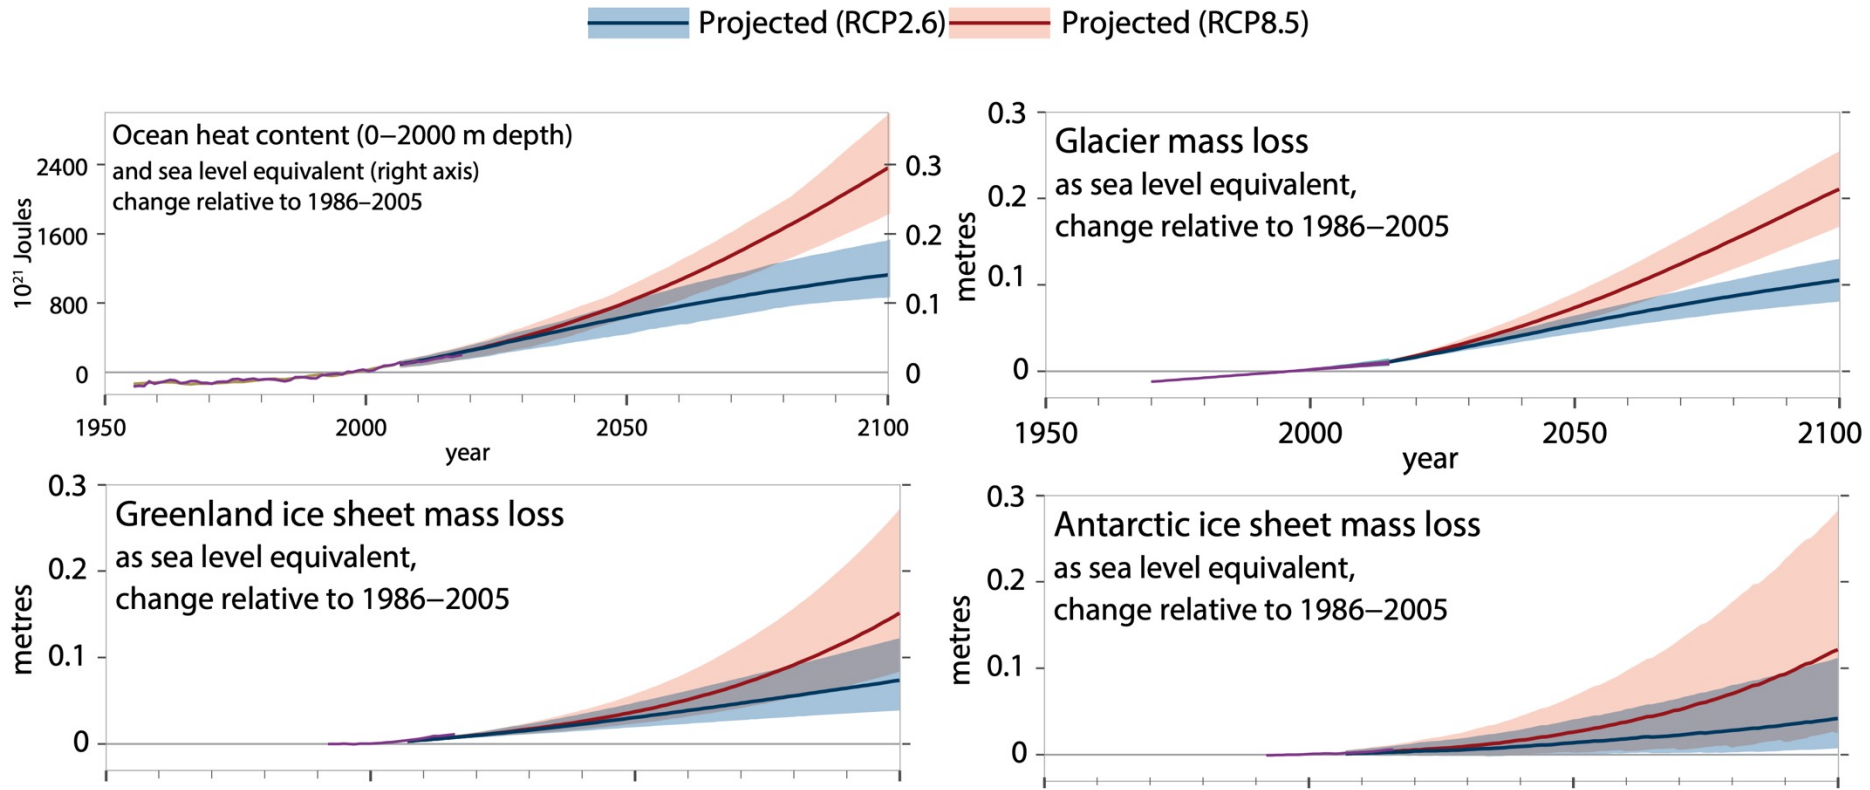 Projected (RCP2.6) Projected (RCP8.5)
Ocean heat content (0–2000 m depth)
and sea level equivalent (right axis)
change relative to 1986–2005
10²¹ Joules
2400
1600
800
0
0.3
0.2
0.1
0
1950 2000 2050 2100
year
Glacier mass loss
as sea level equivalent,
change relative to 1986–2005
metres
0.3
0.2
0.1
0
1950 2000 2050 2100
year
Greenland ice sheet mass loss
as sea level equivalent,
change relative to 1986–2005
metres
0.3
0.2
0.1
0
Antarctic ice sheet mass loss
as sea level equivalent,
change relative to 1986–2005
metres
0.3
0.2
0.1
0